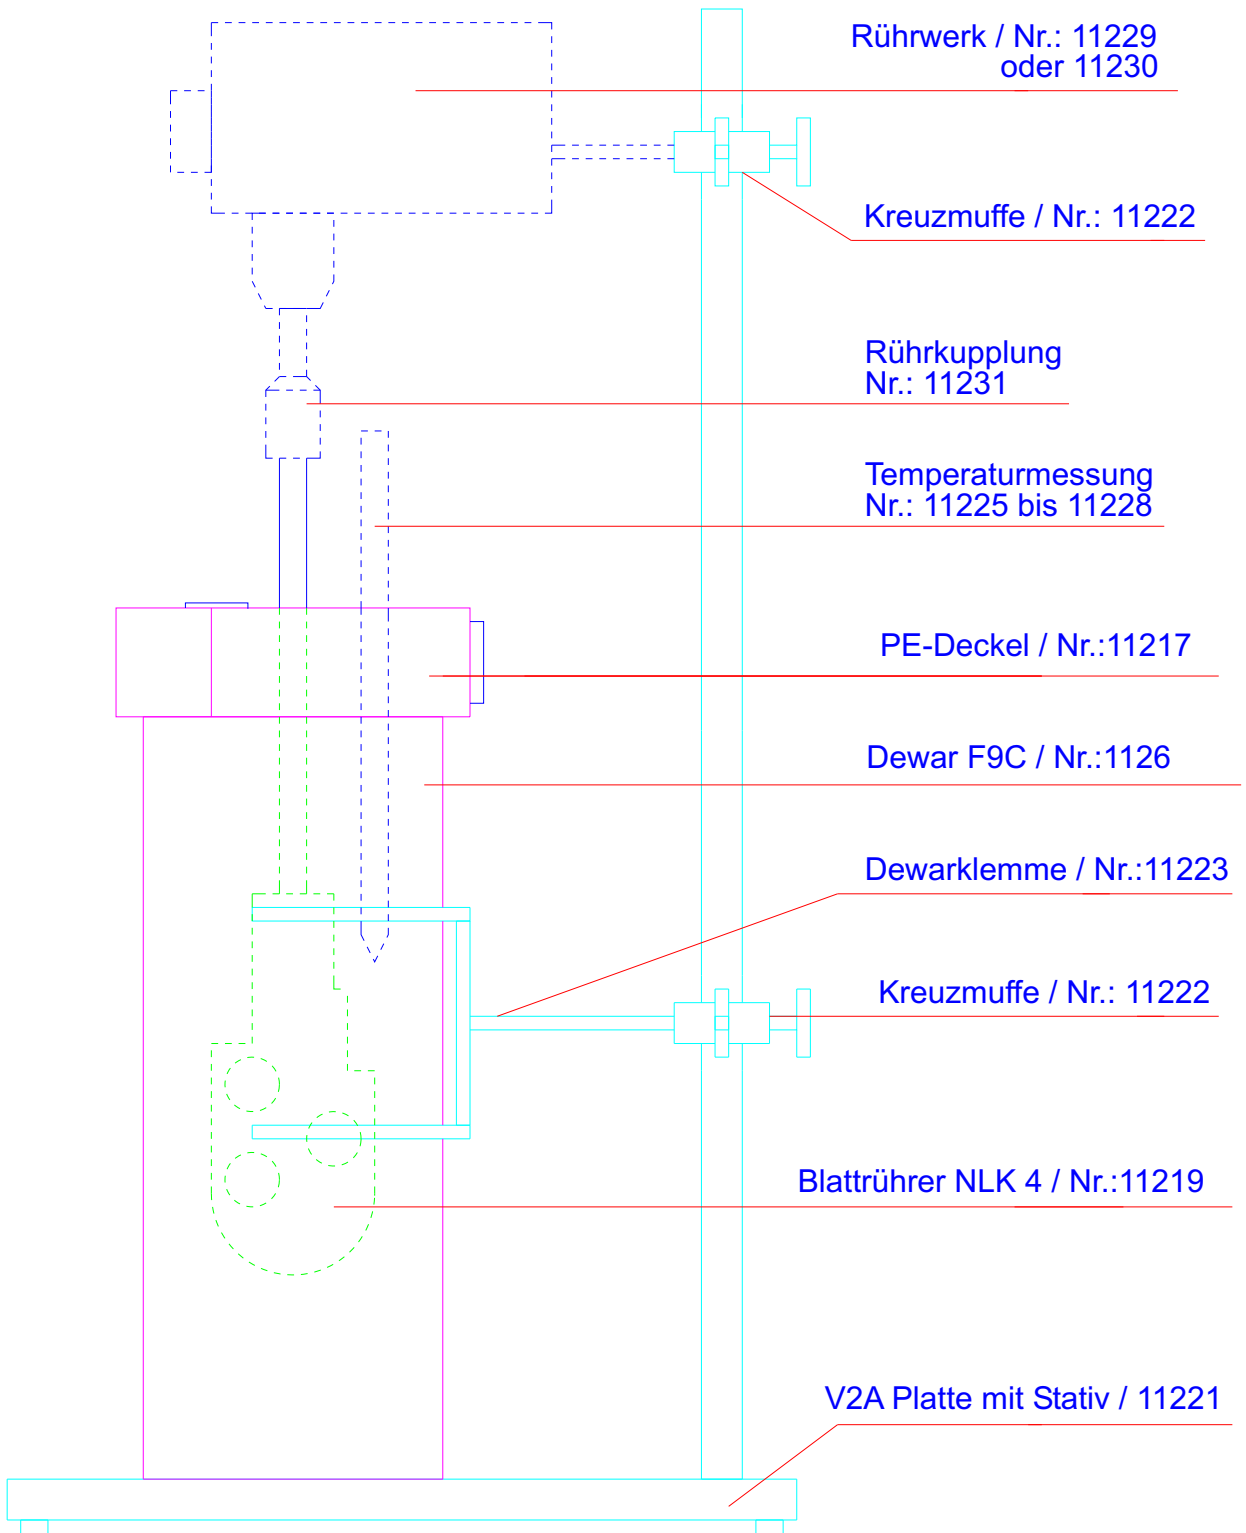 Rührwerk / Nr.: 11229
oder 11230
Kreuzmuffe / Nr.: 11222
Rührkupplung
Nr.: 11231
Temperaturmessung
Nr.: 11225 bis 11228
PE-Deckel / Nr.:11217
Dewar F9C / Nr.:1126
Dewarklemme / Nr.:11223
Kreuzmuffe / Nr.: 11222
Blattrührer NLK 4 / Nr.:11219
V2A Platte mit Stativ / 11221